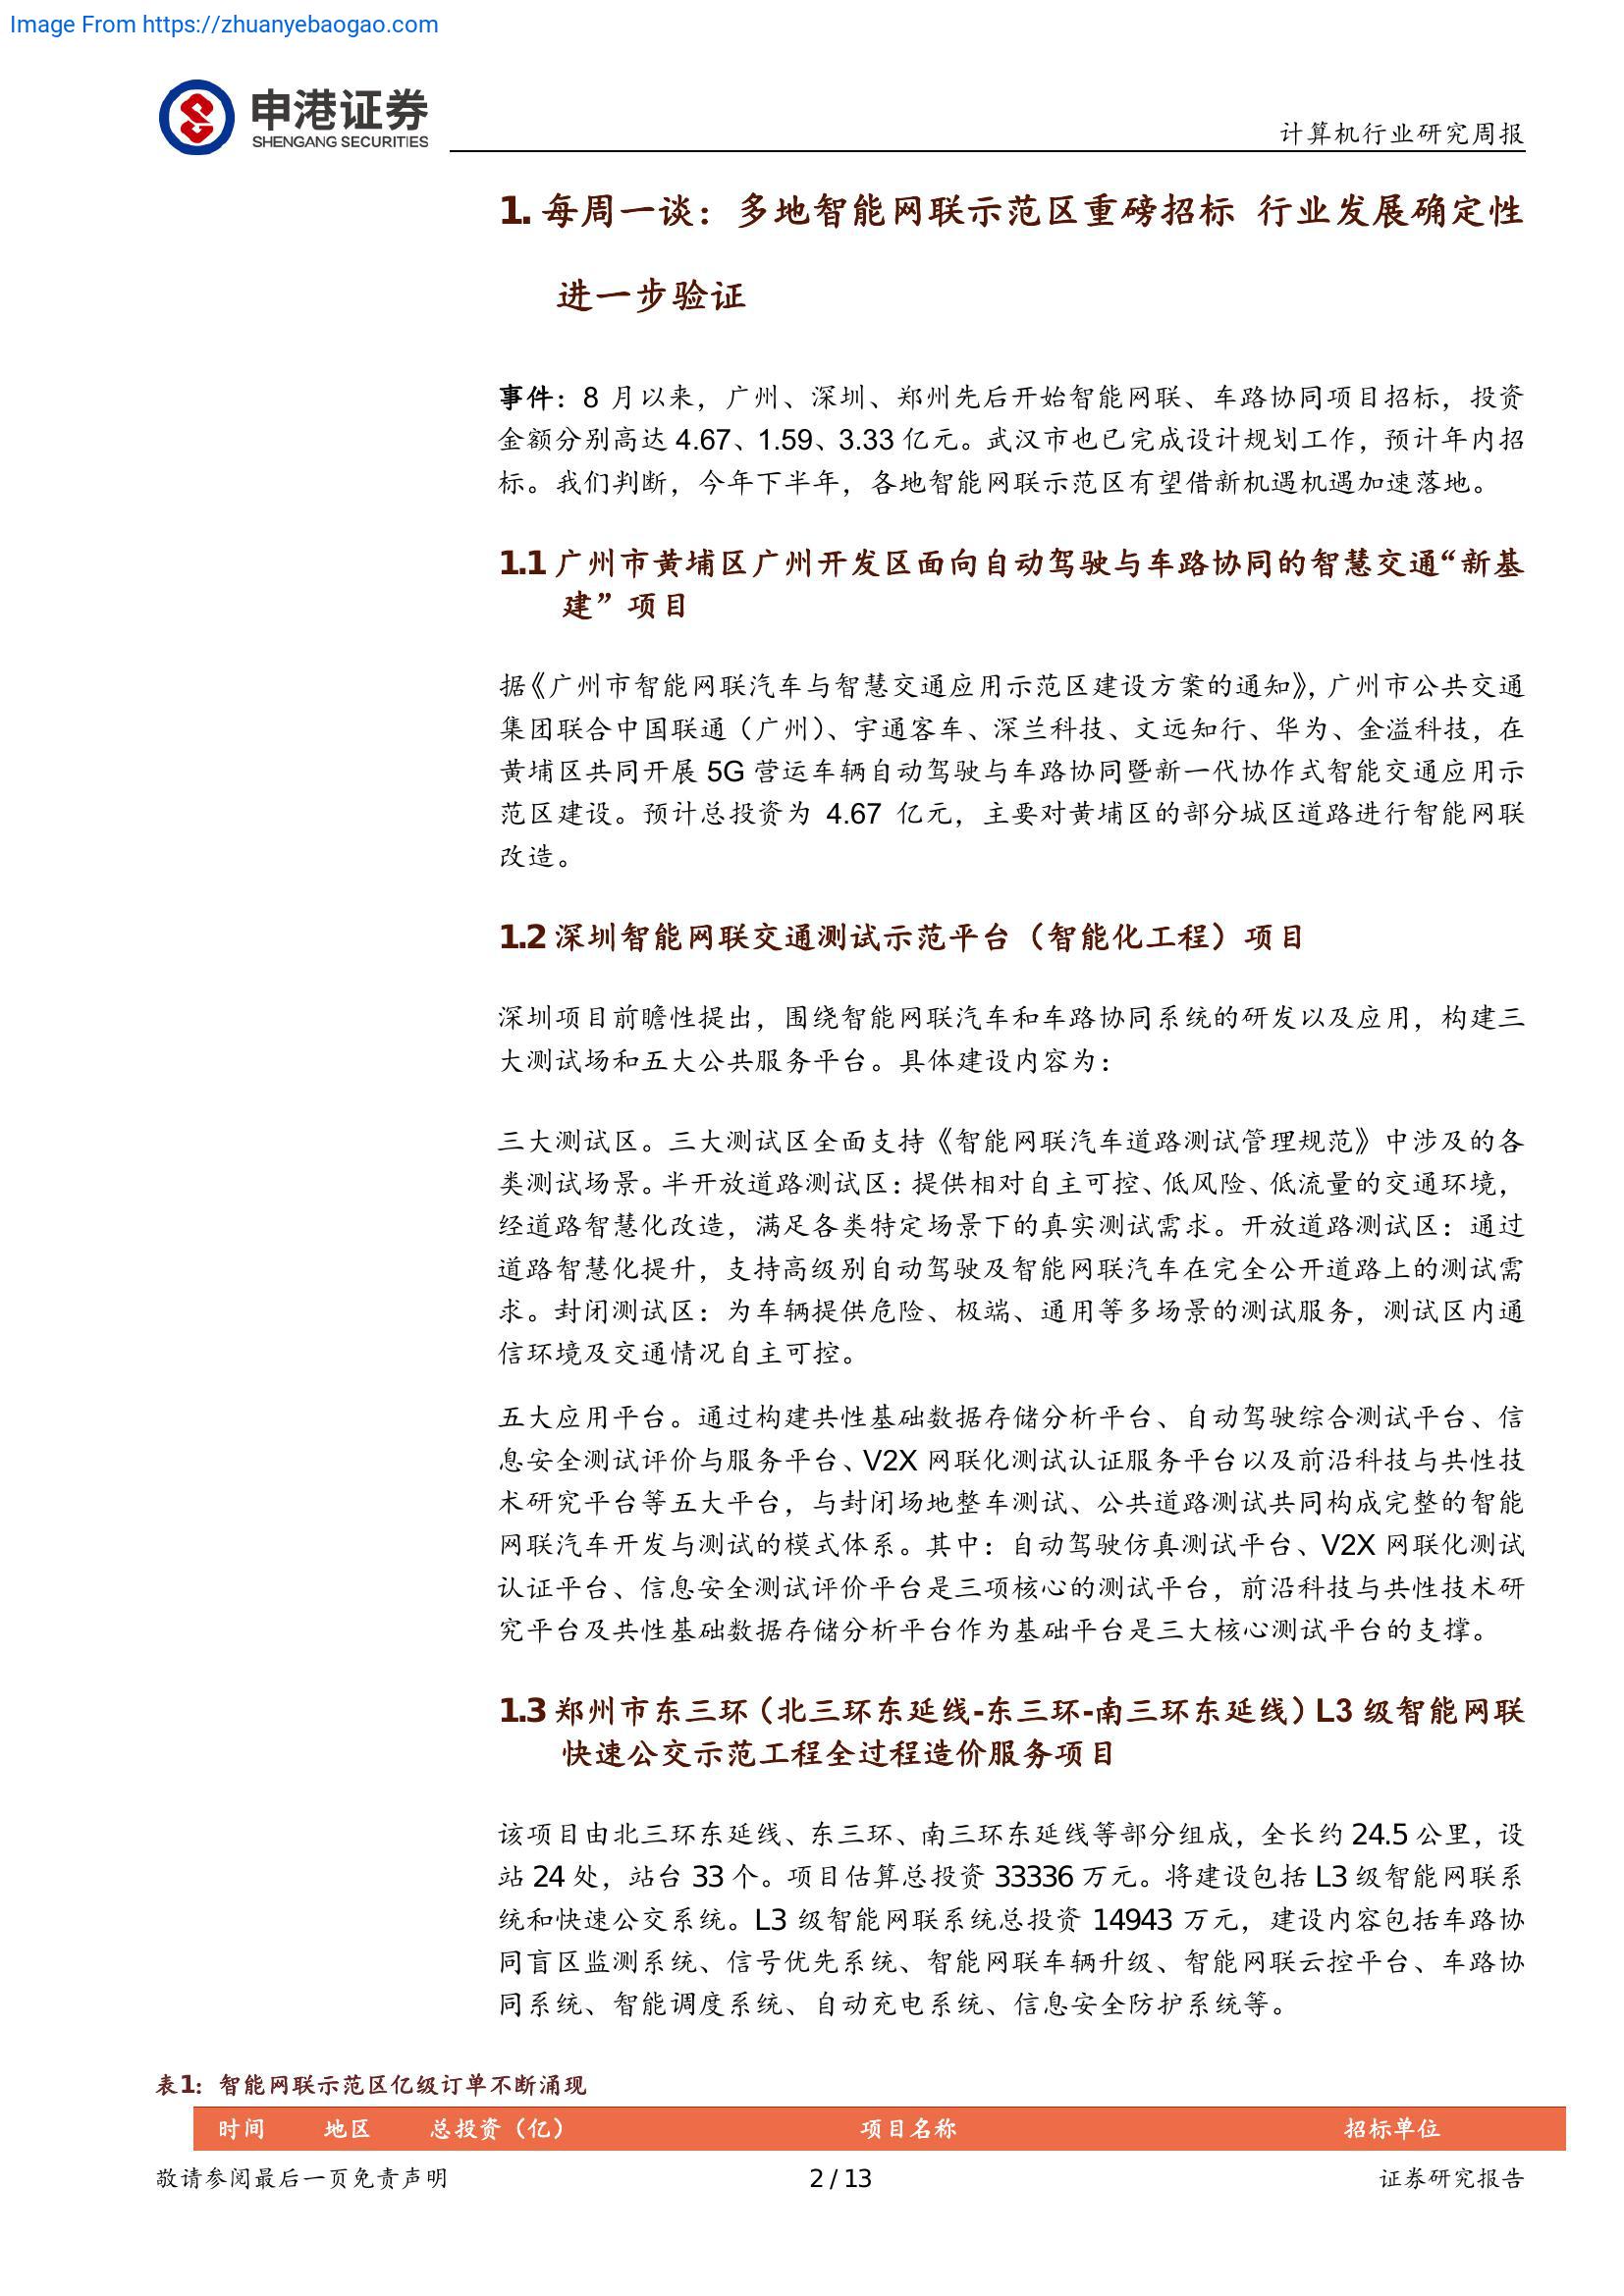 Image From https://zhuanyebaogao.com
申港证券
SHENGANG SECURITIES
计算机行业研究周报
1. 每周一谈：多地智能网联示范区重磅招标 行业发展确定性
进一步验证
事件：8 月以来，广州、深圳、郑州先后开始智能网联、车路协同项目招标，投资
金额分别高达 4.67、1.59、3.33 亿元。武汉市也已完成设计规划工作，预计年内招
标。我们判断，今年下半年，各地智能网联示范区有望借新机遇机遇加速落地。
1.1 广州市黄埔区广州开发区面向自动驾驶与车路协同的智慧交通“新基
建”项目
据《广州市智能网联汽车与智慧交通应用示范区建设方案的通知》，广州市公共交通
集团联合中国联通（广州）、宇通客车、深兰科技、文远知行、华为、金溢科技，在
黄埔区共同开展 5G 营运车辆自动驾驶与车路协同暨新一代协作式智能交通应用示
范区建设。预计总投资为 4.67 亿元，主要对黄埔区的部分城区道路进行智能网联
改造。
1.2 深圳智能网联交通测试示范平台（智能化工程）项目
深圳项目前瞻性提出，围绕智能网联汽车和车路协同系统的研发以及应用，构建三
大测试场和五大公共服务平台。具体建设内容为：
三大测试区。三大测试区全面支持《智能网联汽车道路测试管理规范》中涉及的各
类测试场景。半开放道路测试区：提供相对自主可控、低风险、低流量的交通环境，
经道路智慧化改造，满足各类特定场景下的真实测试需求。开放道路测试区：通过
道路智慧化提升，支持高级别自动驾驶及智能网联汽车在完全公开道路上的测试需
求。封闭测试区：为车辆提供危险、极端、通用等多场景的测试服务，测试区内通
信环境及交通情况自主可控。
五大应用平台。通过构建共性基础数据存储分析平台、自动驾驶综合测试平台、信
息安全测试评价与服务平台、V2X 网联化测试认证服务平台以及前沿科技与共性技
术研究平台等五大平台，与封闭场地整车测试、公共道路测试共同构成完整的智能
网联汽车开发与测试的模式体系。其中：自动驾驶仿真测试平台、V2X 网联化测试
认证平台、信息安全测试评价平台是三项核心的测试平台，前沿科技与共性技术研
究平台及共性基础数据存储分析平台作为基础平台是三大核心测试平台的支撑。
1.3 郑州市东三环（北三环东延线-东三环-南三环东延线）L3 级智能网联
快速公交示范工程全过程造价服务项目
该项目由北三环东延线、东三环、南三环东延线等部分组成，全长约 24.5 公里，设
站 24 处，站台 33 个。项目估算总投资 33336 万元。将建设包括 L3 级智能网联系
统和快速公交系统。L3 级智能网联系统总投资 14943 万元，建设内容包括车路协
同盲区监测系统、信号优先系统、智能网联车辆升级、智能网联云控平台、车路协
同系统、智能调度系统、自动充电系统、信息安全防护系统等。
表1：智能网联示范区亿级订单不断涌现
时间 地区 总投资（亿） 项目名称 招标单位
敬请参阅最后一页免责声明 2 / 13 证券研究报告